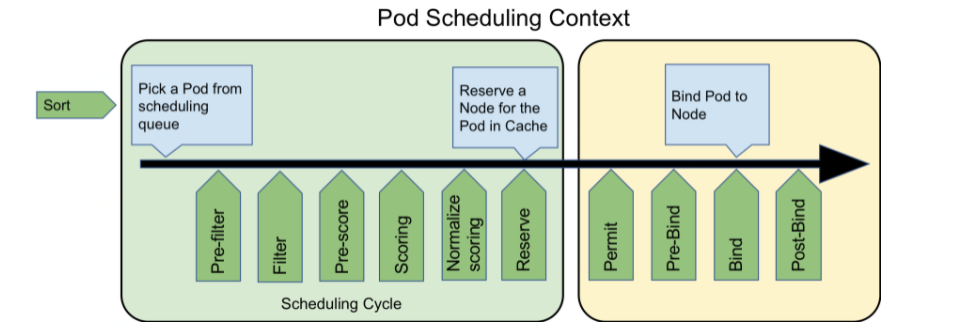 Pod Scheduling Context
Sort
Pick a Pod from
scheduling
queue
Reserve a
Node for the
Pod in Cache
Bind Pod to
Node
Pre-filter
Filter
Pre-score
Scoring
Normalize
scoring
Reserve
Permit
Pre-Bind
Bind
Post-Bind
Scheduling Cycle